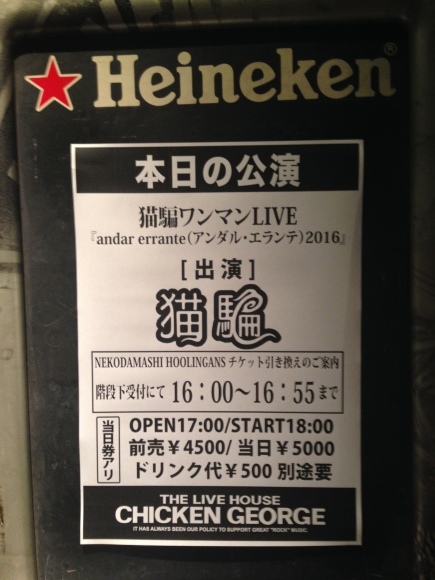 Heineken®
本日の公演
猫騙ワンマンLIVE
『andar errante(アンダル・エランテ)2016』
[出演]
猫騙
NEKODAMASHI HOOLINGANS チケット引き換えのご案内
階段下受付にて 16:00〜16:55まで
当日券アリ
OPEN17:00/START18:00
前売¥4500/ 当日¥5000
ドリンク代¥500 別途要
THE LIVE HOUSE
CHICKEN GEORGE
IT HAS ALWAYS BEEN OUR POLICY TO SUPPORT GREAT "ROCK" MUSIC.